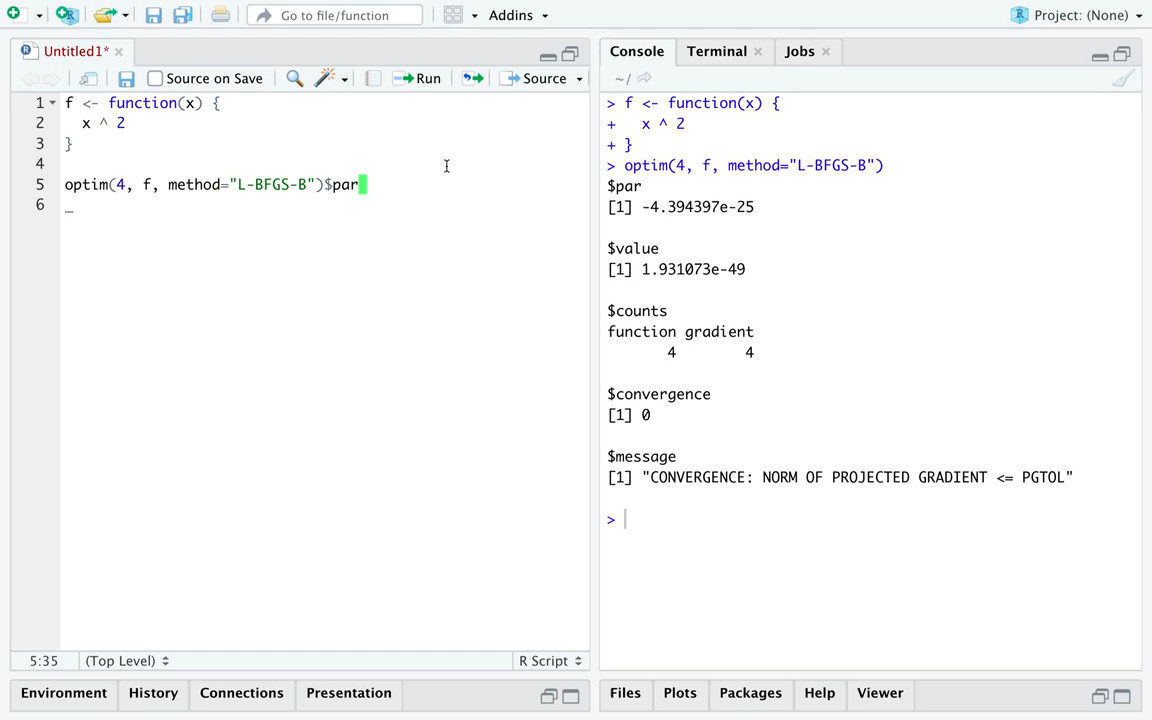 Go to file/function
Addins
Project: (None)
Untitled1*
Source on Save
Run
Source
1 f <- function(x) {
2   x ^ 2
3 }
4
5 optim(4, f, method="L-BFGS-B")$par
6 _
5:35
(Top Level)
R Script
Console
Terminal
Jobs
~/
> f <- function(x) {
+   x ^ 2
+ }
> optim(4, f, method="L-BFGS-B")
$par
[1] -4.394397e-25
$value
[1] 1.931073e-49
$counts
function gradient
       4        4
$convergence
[1] 0
$message
[1] "CONVERGENCE: NORM OF PROJECTED GRADIENT <= PGTOL"
>
Environment
History
Connections
Presentation
Files
Plots
Packages
Help
Viewer